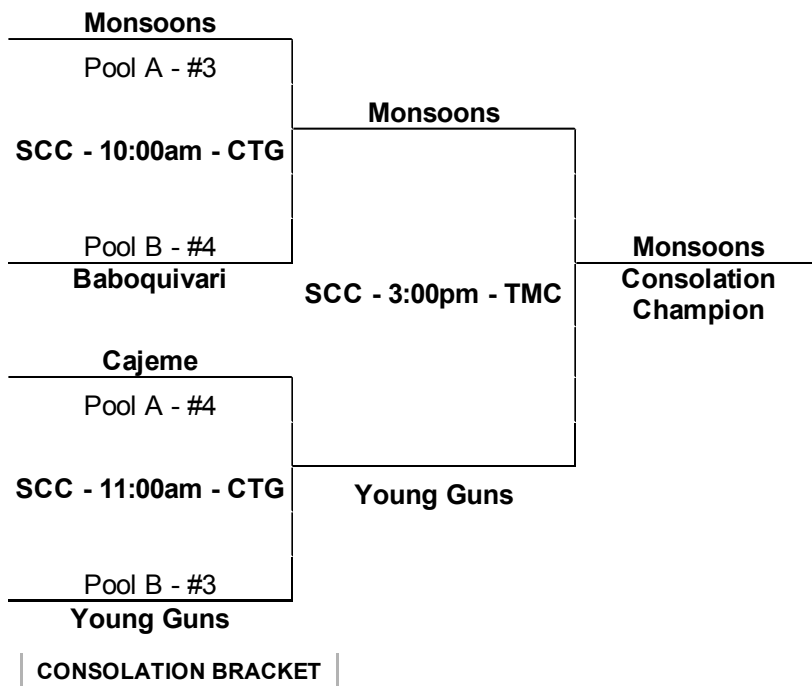 Monsoons
Pool A - #3
Monsoons
SCC - 10:00am - CTG
Pool B - #4
Baboquivari
Monsoons
Consolation
Champion
SCC - 3:00pm - TMC
Cajeme
Pool A - #4
SCC - 11:00am - CTG
Young Guns
Pool B - #3
Young Guns
CONSOLATION BRACKET